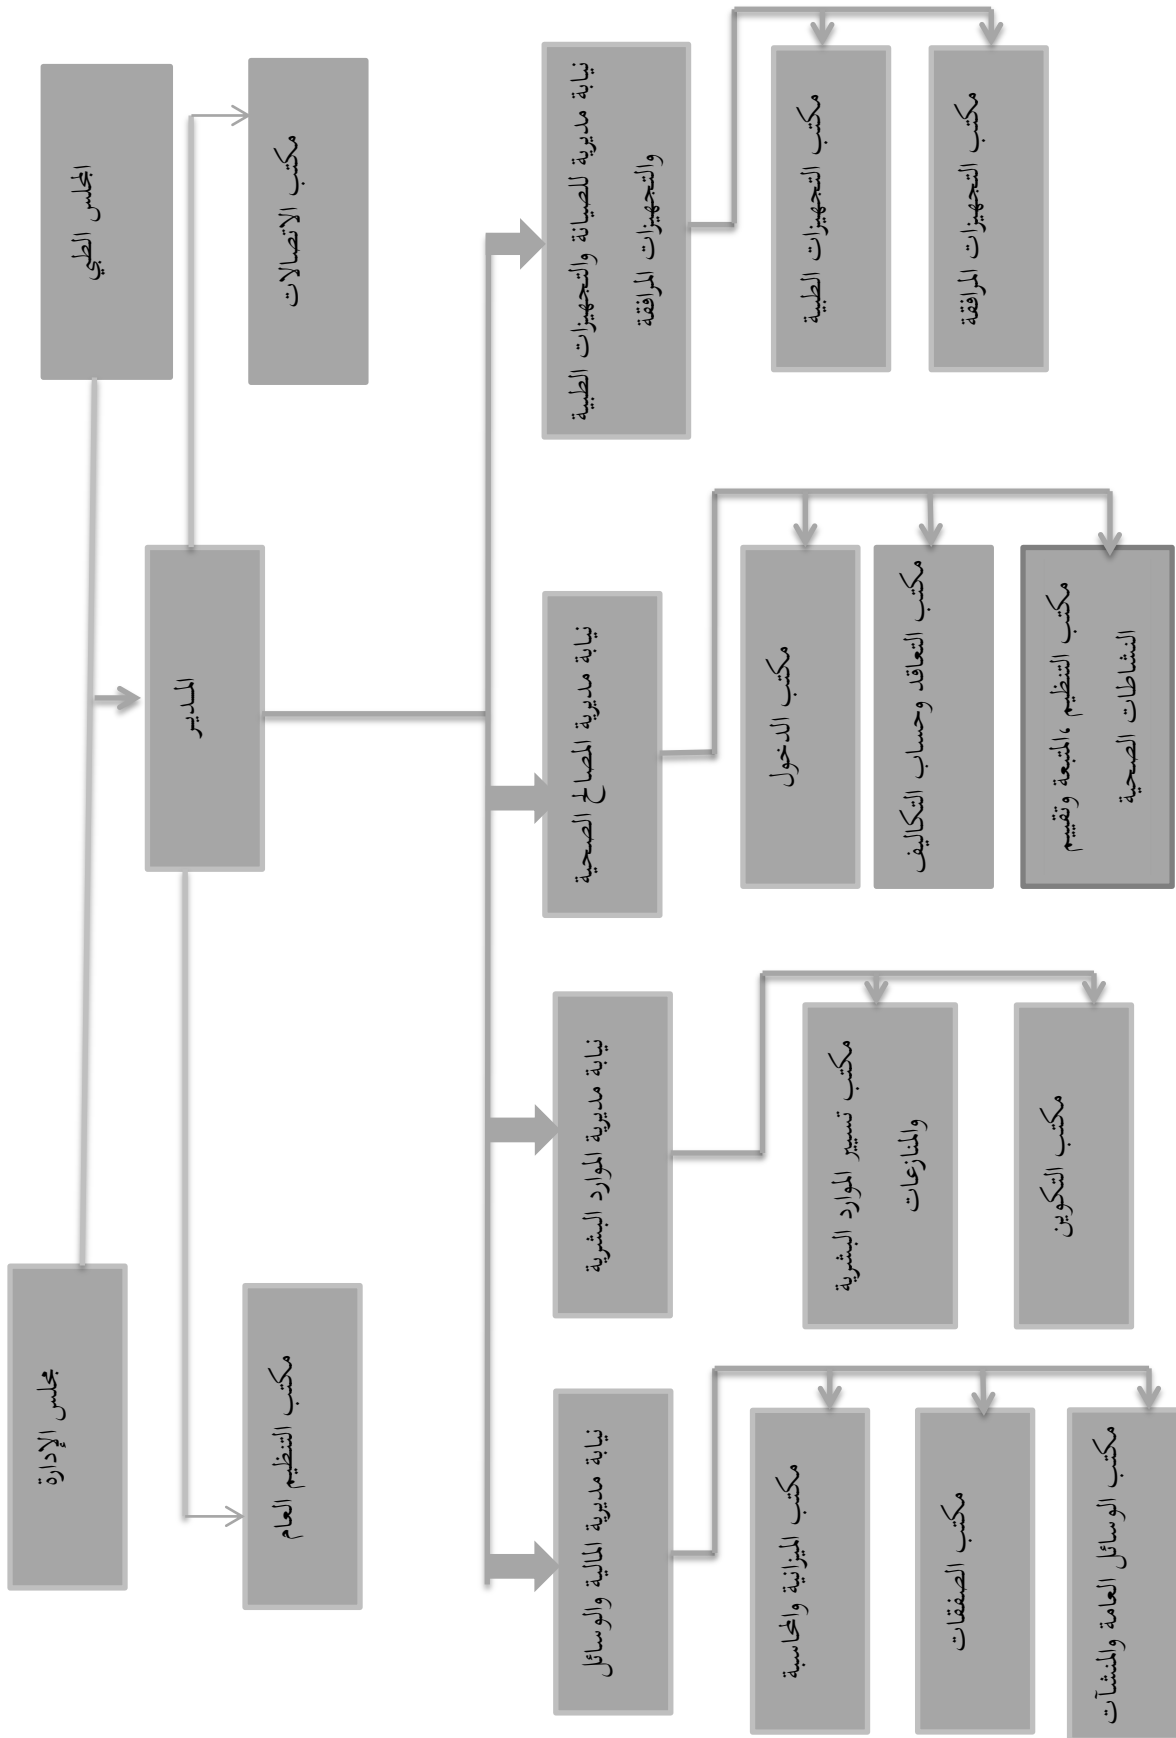 المجلس الطبي
مجلس الإدارة
المدير
مكتب الاتصالات
مكتب التنظيم العام
نيابة مديرية للصيانة والتجهيزات الطبية
والتجهيزات المرافقة
نيابة مديرية المصالح الصحية
نيابة مديرية الموارد البشرية
نيابة مديرية المالية والوسائل
مكتب التجهيزات الطبية
مكتب التجهيزات المرافقة
مكتب الدخول
مكتب التعاقد وحساب التكاليف
مكتب التنظيم ،المتبعة وتقييم
النشاطات الصحية
مكتب تسيير الموارد البشرية
والمنازعات
مكتب التكوين
مكتب الميزانية والمحاسبة
مكتب الصفقات
مكتب الوسائل العامة والمنشآت